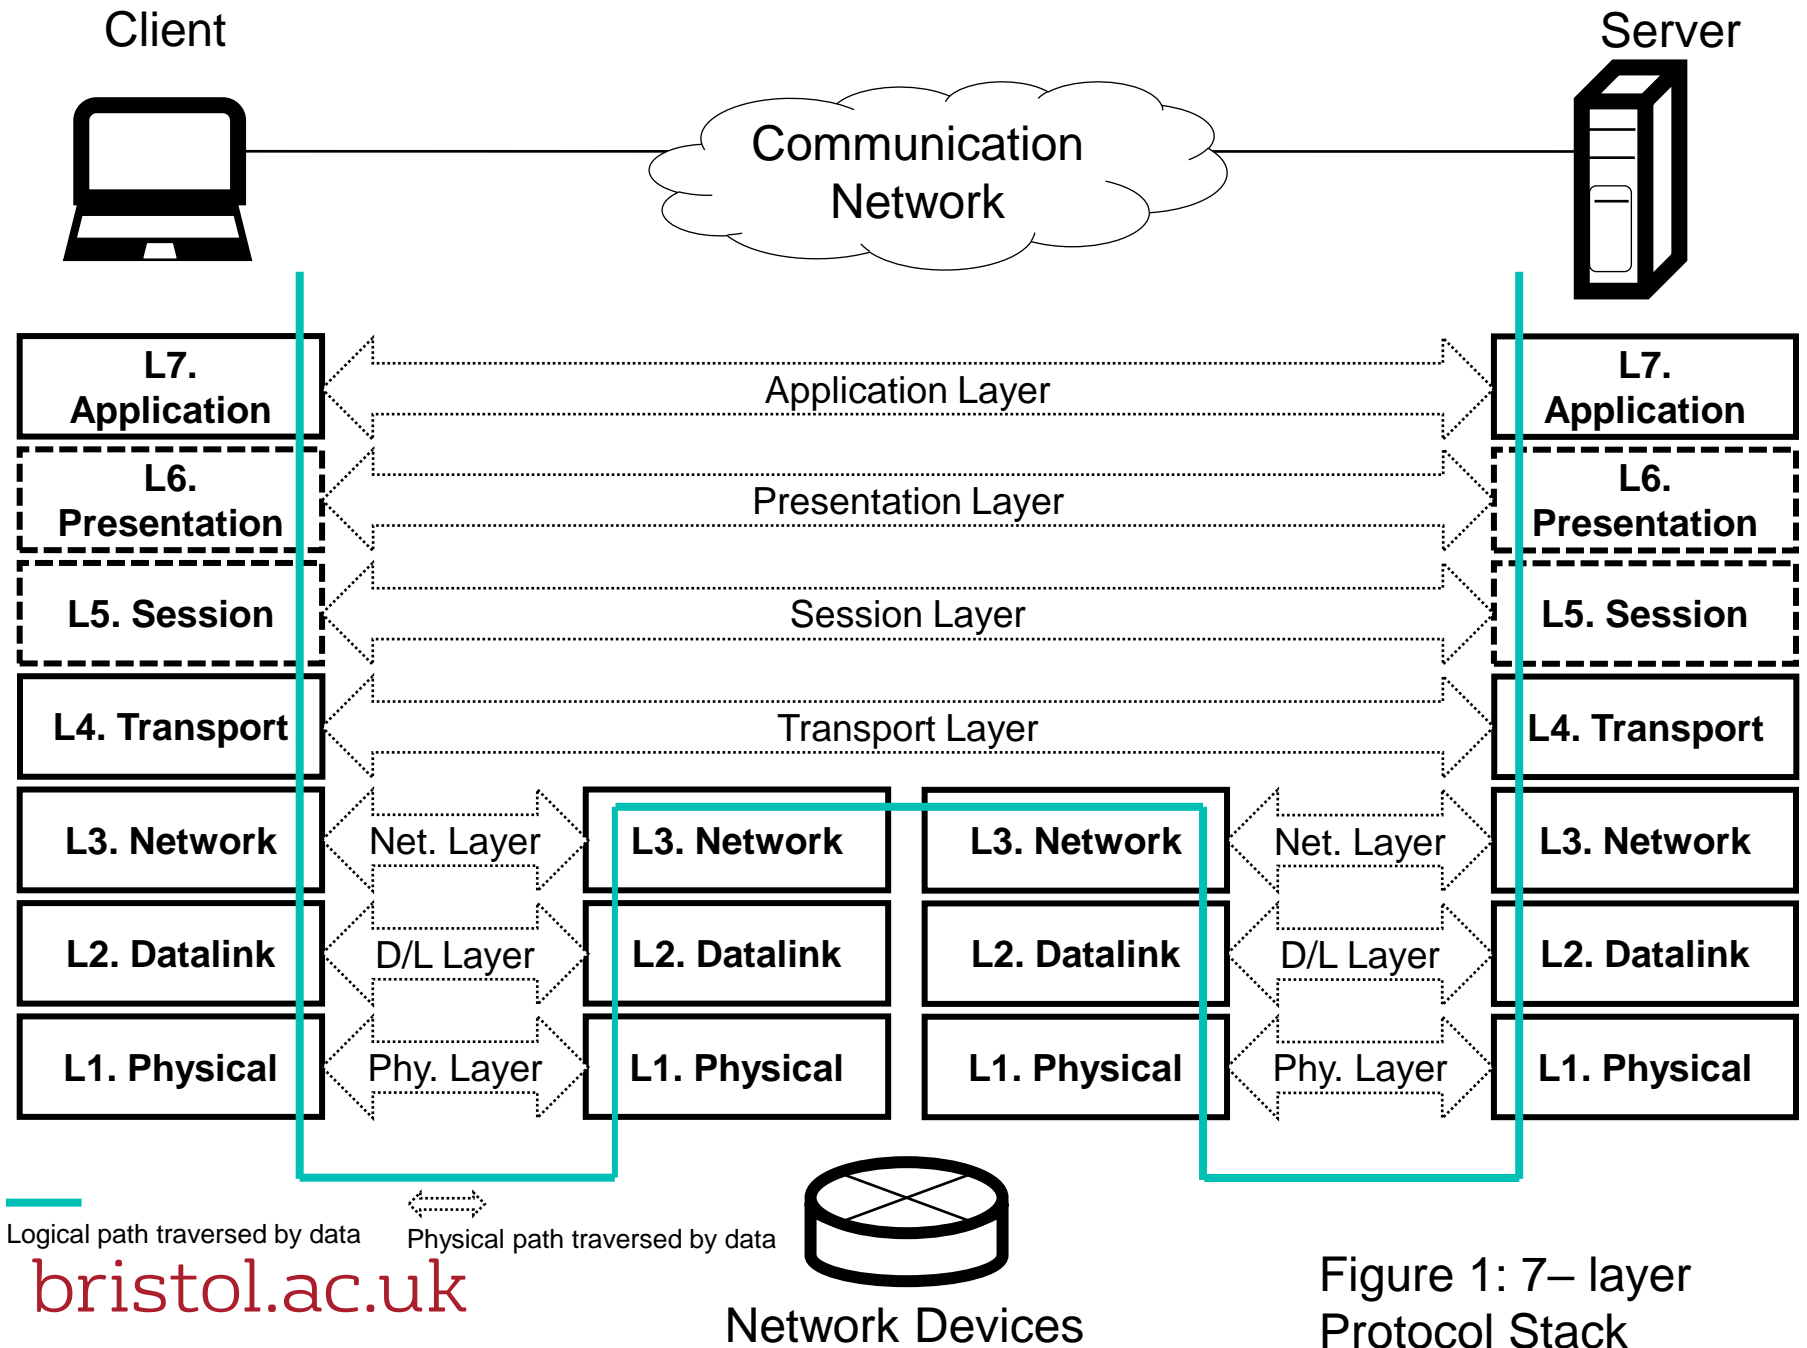 Client
Server
Communication
Network
L7.
Application
Application Layer
L7.
Application
L6.
Presentation
Presentation Layer
L6.
Presentation
L5. Session
Session Layer
L5. Session
L4. Transport
Transport Layer
L4. Transport
L3. Network
Net. Layer
L3. Network
L3. Network
Net. Layer
L3. Network
L2. Datalink
D/L Layer
L2. Datalink
L2. Datalink
D/L Layer
L2. Datalink
L1. Physical
Phy. Layer
L1. Physical
L1. Physical
Phy. Layer
L1. Physical
Logical path traversed by data
Physical path traversed by data
bristol.ac.uk
Network Devices
Figure 1: 7– layer
Protocol Stack